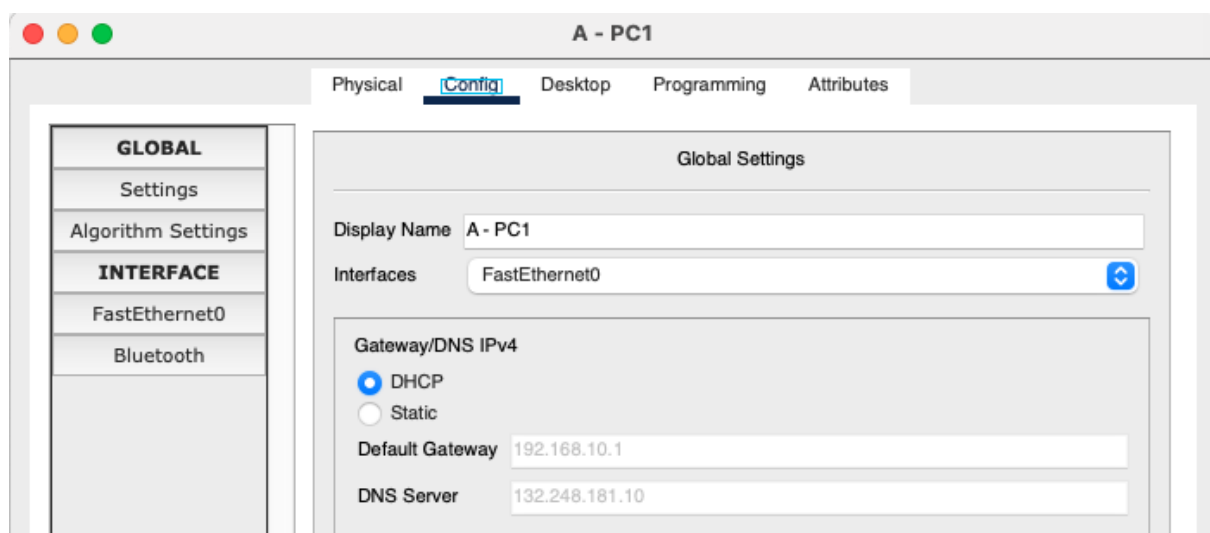 A - PC1
Physical Config Desktop Programming Attributes
GLOBAL
Settings
Algorithm Settings
INTERFACE
FastEthernet0
Bluetooth
Global Settings
Display Name A - PC1
Interfaces FastEthernet0
Gateway/DNS IPv4
DHCP
Static
Default Gateway 192.168.10.1
DNS Server 132.248.181.10